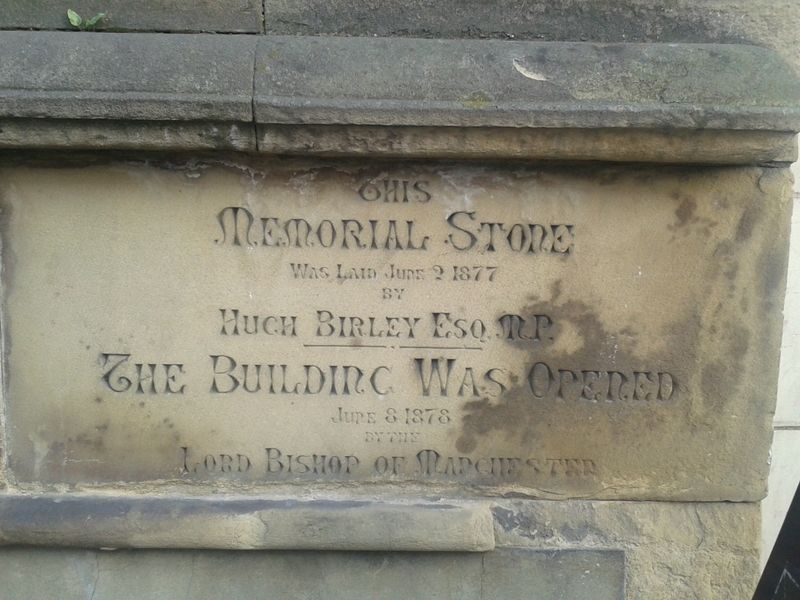 This
Memorial Stone
Was Laid June 2 1877
by
Hugh Birley Esq. M.P.
The Building Was Opened
June 8 1878
by the
Lord Bishop of Manchester